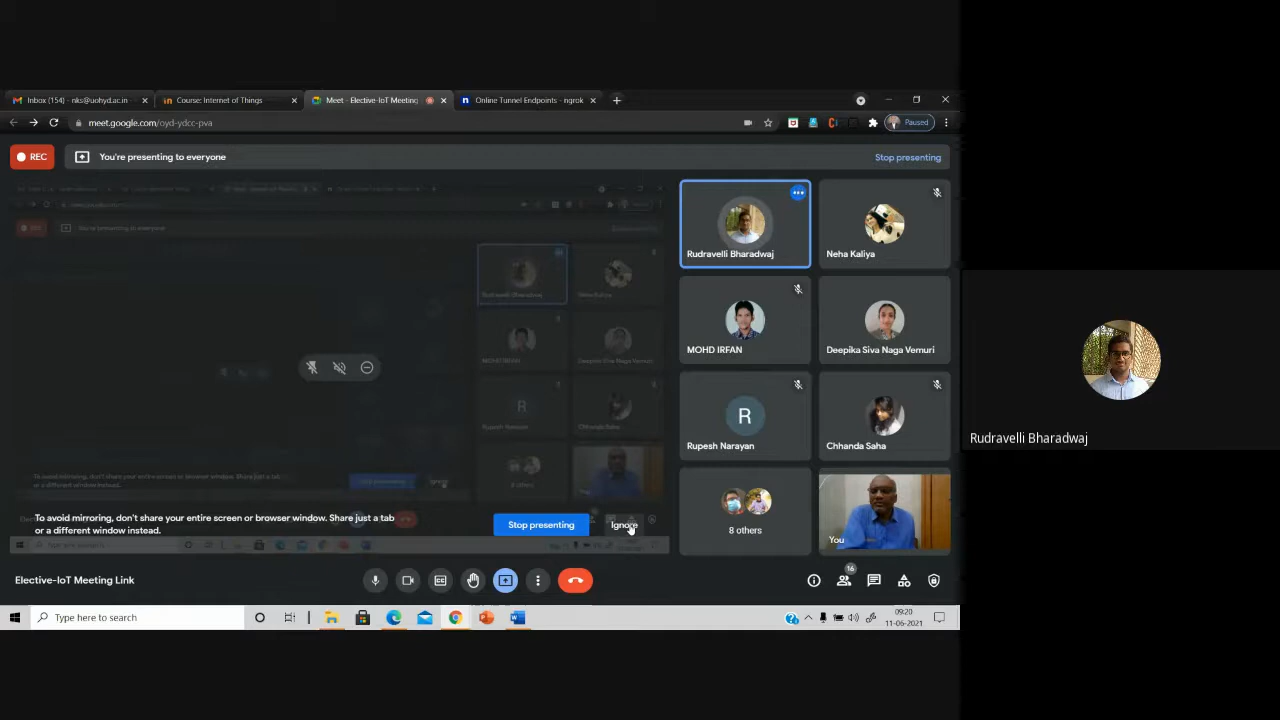 Inbox (154) - nks@uohyd.ac.in
Course: Internet of Things
Meet - Elective-IoT Meeting
Online Tunnel Endpoints - ngrok
meet.google.com/oyd-ydcc-pva
Paused
REC
You're presenting to everyone
Stop presenting
Rudravelli Bharadwaj
Neha Kaliya
MOHD IRFAN
Deepika Siva Naga Vemuri
R
Rupesh Narayan
Chhanda Saha
8 others
You
To avoid mirroring, don't share your entire screen or browser window. Share just a tab
or a different window instead.
Stop presenting
Ignore
Elective-IoT Meeting Link
16
Type here to search
09:20
11-06-2021
Rudravelli Bharadwaj